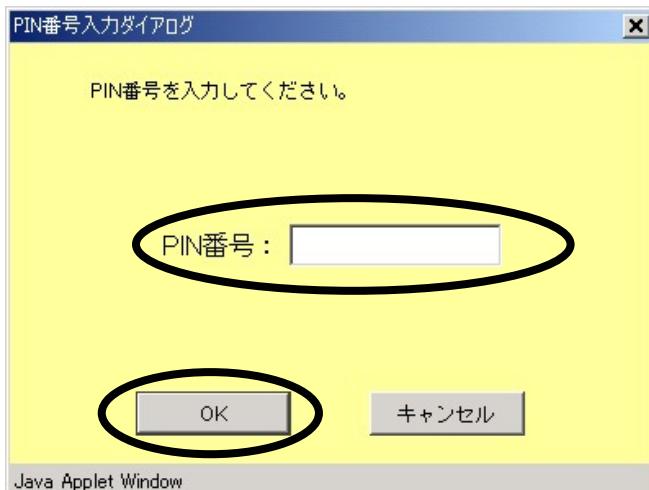 PIN番号入力ダイアログ
PIN番号を入力してください。
PIN番号：
OK キャンセル
Java Applet Window